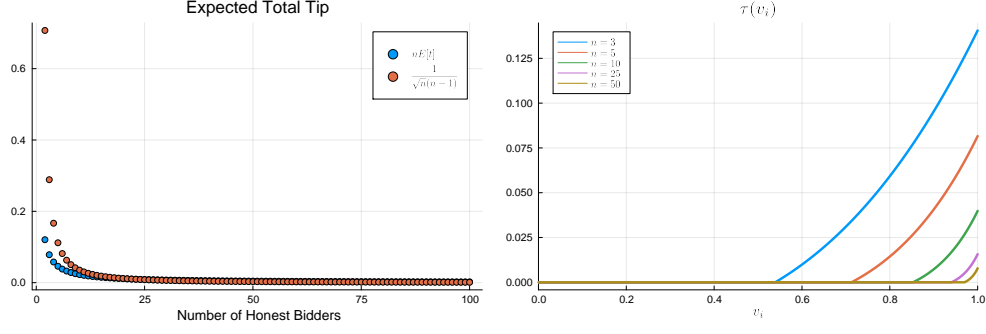 Expected Total Tip
0.6
0.4
0.2
0.0
0
25
50
75
100
Number of Honest Bidders
nE[t]
1
√n(n−1)
τ(v_i)
0.125
0.100
0.075
0.050
0.025
0.000
0.0
0.2
0.4
0.6
0.8
1.0
v_i
n = 3
n = 5
n = 10
n = 25
n = 50